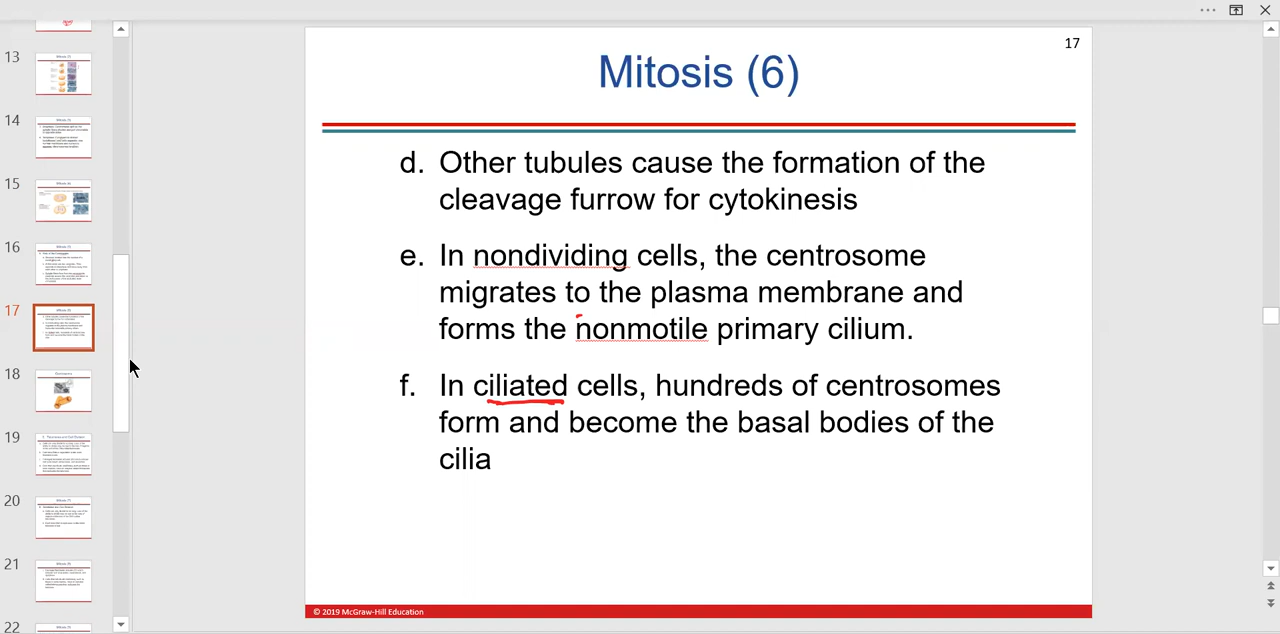 17
Mitosis (6)
d. Other tubules cause the formation of the
cleavage furrow for cytokinesis
e. In nondividing cells, the centrosome
migrates to the plasma membrane and
forms the nonmotile primary cilium.
f. In ciliated cells, hundreds of centrosomes
form and become the basal bodies of the
cilia
© 2019 McGraw-Hill Education
13
14
15
16
17
18
19
20
21
22